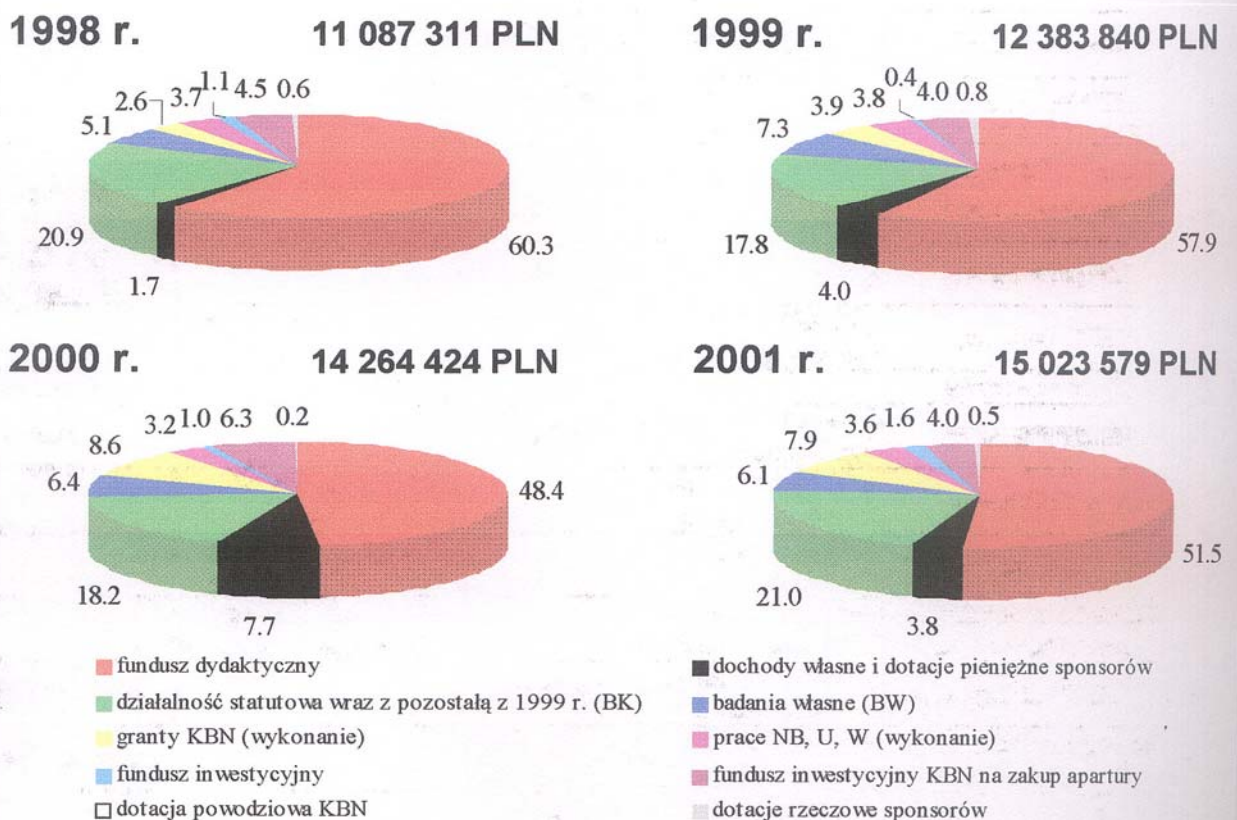 1998 r. 11 087 311 PLN
2.6 3.7 1.1 4.5 0.6
5.1
20.9
1.7
60.3
1999 r. 12 383 840 PLN
7.3 3.9 3.8 0.4 4.0 0.8
17.8
4.0
57.9
2000 r. 14 264 424 PLN
8.6 3.2 1.0 6.3 0.2
6.4
48.4
18.2
7.7
2001 r. 15 023 579 PLN
7.9 3.6 1.6 4.0 0.5
6.1
51.5
21.0
3.8
fundusz dydaktyczny
działalność statutowa wraz z pozostałą z 1999 r. (BK)
granty KBN (wykonanie)
fundusz inwestycyjny
dotacja powodziowa KBN
dochody własne i dotacje pieniężne sponsorów
badania własne (BW)
prace NB, U, W (wykonanie)
fundusz inwestycyjny KBN na zakup apartury
dotacje rzeczowe sponsorów